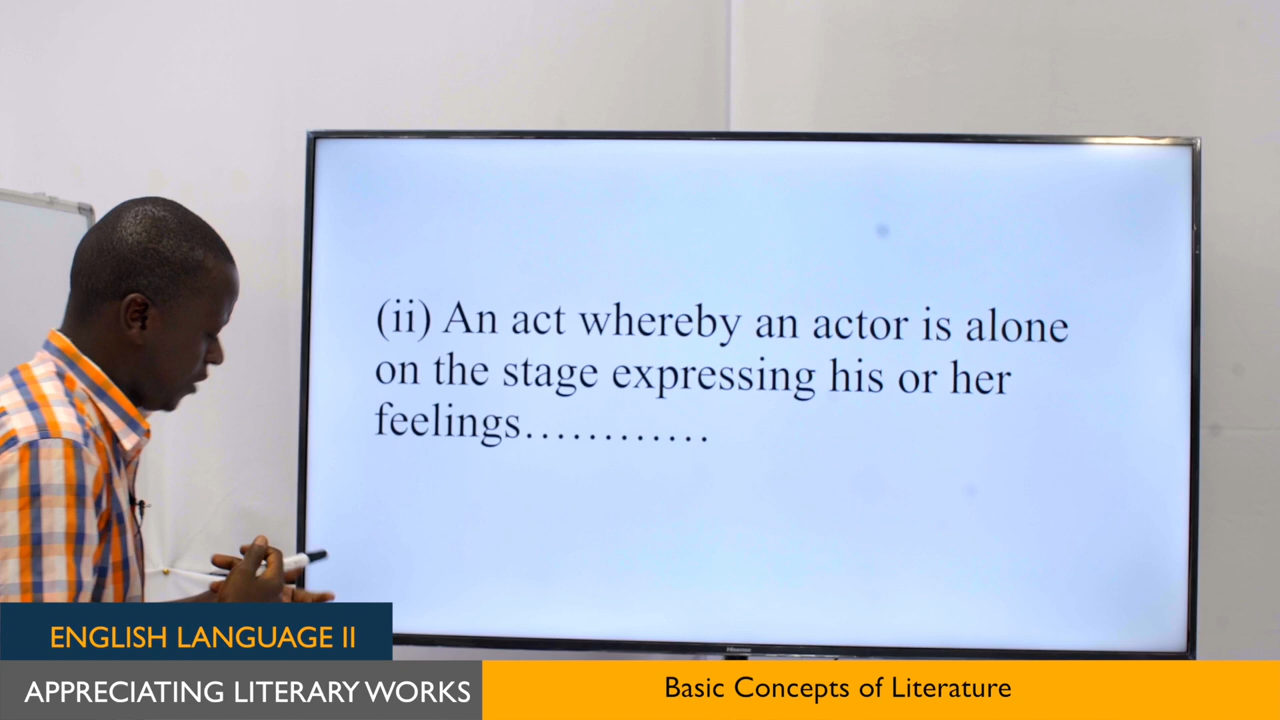 (ii) An act whereby an actor is alone
on the stage expressing his or her
feelings............
Hisense
ENGLISH LANGUAGE II
APPRECIATING LITERARY WORKS
Basic Concepts of Literature